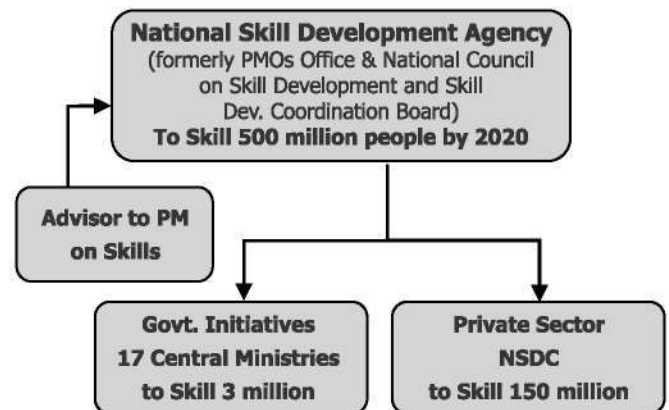 National Skill Development Agency
(formerly PMOs Office & National Council
on Skill Development and Skill
Dev. Coordination Board)
To Skill 500 million people by 2020
Advisor to PM
on Skills
Govt. Initiatives
17 Central Ministries
to Skill 3 million
Private Sector
NSDC
to Skill 150 million